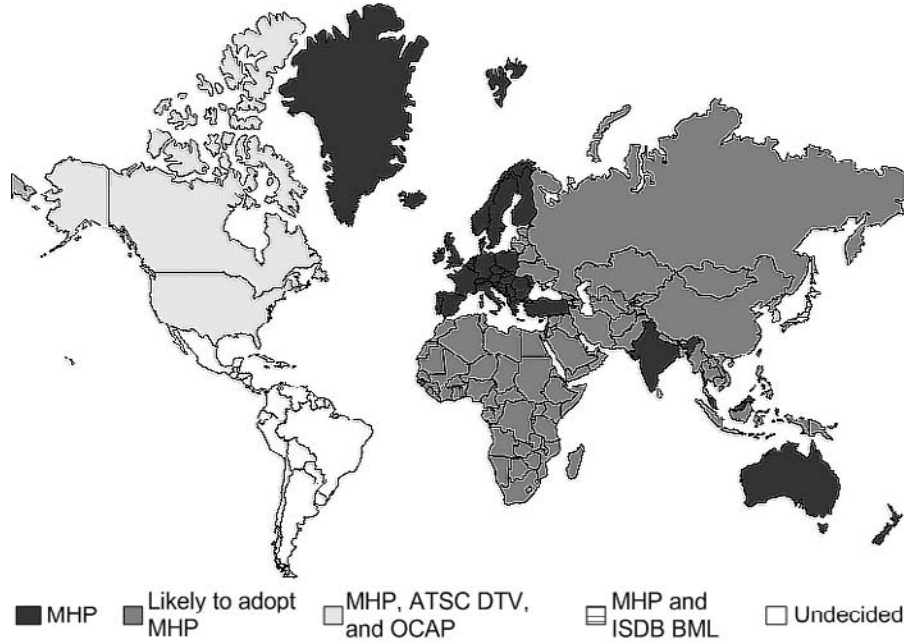 MHP
Likely to adopt
MHP
MHP, ATSC DTV,
and OCAP
MHP and
ISDB BML
Undecided